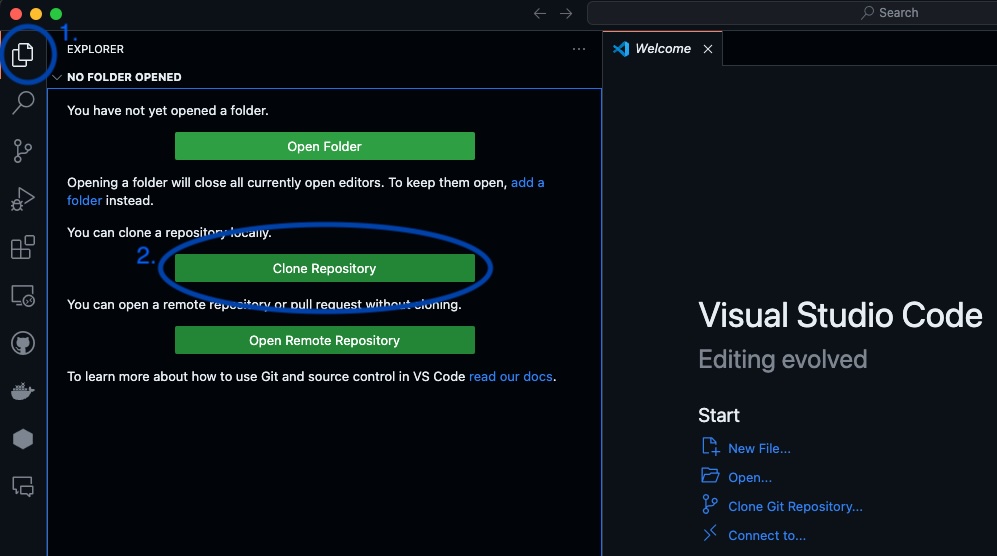 Search
1.
EXPLORER
Welcome
NO FOLDER OPENED
You have not yet opened a folder.
Open Folder
Opening a folder will close all currently open editors. To keep them open, add a
folder instead.
You can clone a repository locally.
2.
Clone Repository
You can open a remote repository or pull request without cloning.
Open Remote Repository
To learn more about how to use Git and source control in VS Code read our docs.
Visual Studio Code
Editing evolved
Start
New File...
Open...
Clone Git Repository...
Connect to...